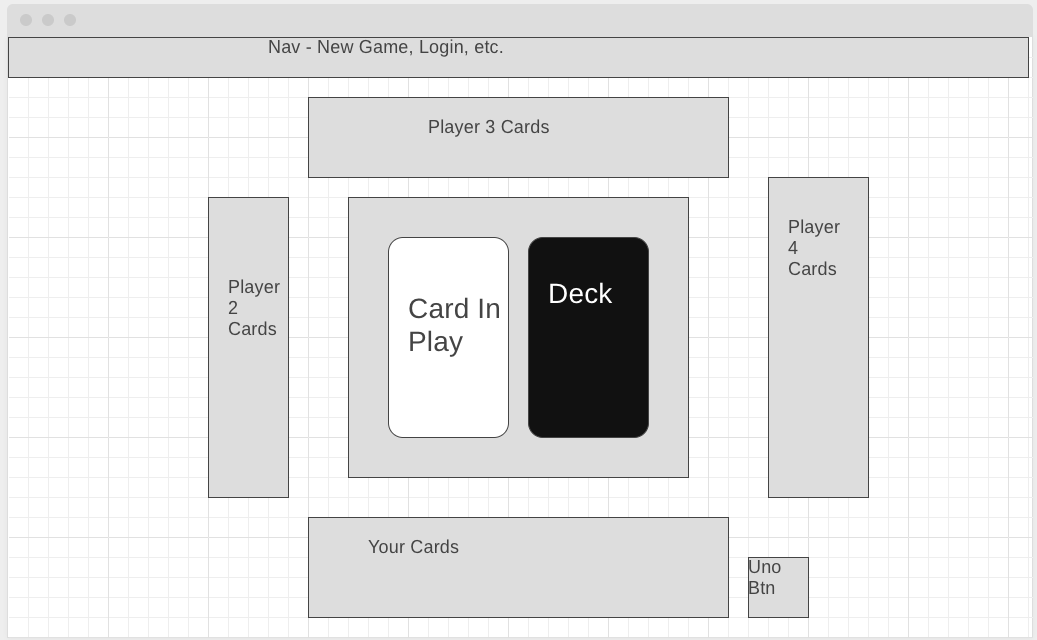 Nav - New Game, Login, etc.
Player 3 Cards
Player
2
Cards
Card In
Play
Deck
Player
4
Cards
Your Cards
Uno
Btn